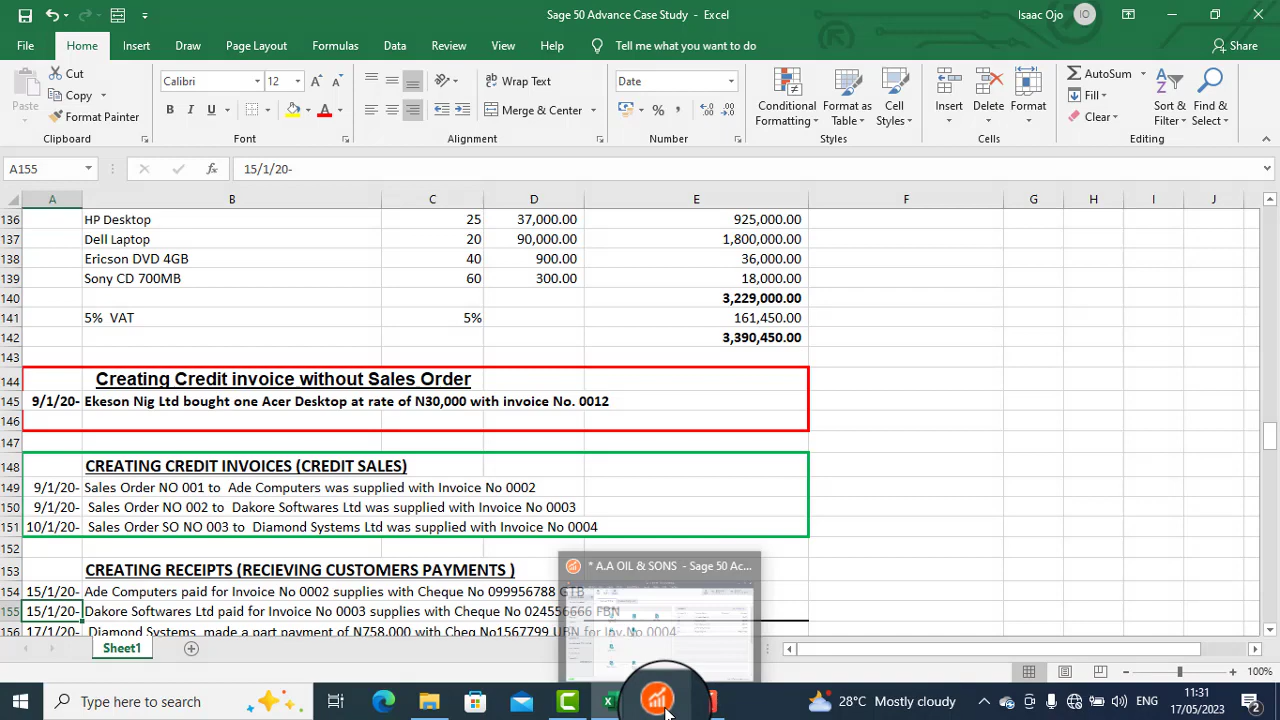 Sage 50 Advance Case Study - Excel
Isaac Ojo IO
File Home Insert Draw Page Layout Formulas Data Review View Help Tell me what you want to do Share
Paste Cut Copy Format Painter
Calibri 12
Wrap Text
Merge & Center
Date
Conditional Formatting Format as Table Cell Styles
Insert Delete Format
AutoSum Fill Clear
Sort & Filter Find & Select
Clipboard Font Alignment Number Styles Cells Editing
A155 fx 15/1/20-
A B C D E F G H I J
136 HP Desktop 25 37,000.00 925,000.00
137 Dell Laptop 20 90,000.00 1,800,000.00
138 Ericson DVD 4GB 40 900.00 36,000.00
139 Sony CD 700MB 60 300.00 18,000.00
140 3,229,000.00
141 5% VAT 5% 161,450.00
142 3,390,450.00
143
144 Creating Credit invoice without Sales Order
145 9/1/20- Ekeson Nig Ltd bought one Acer Desktop at rate of N30,000 with invoice No. 0012
146
147
148 CREATING CREDIT INVOICES (CREDIT SALES)
149 9/1/20- Sales Order NO 001 to Ade Computers was supplied with Invoice No 0002
150 9/1/20- Sales Order NO 002 to Dakore Softwares Ltd was supplied with Invoice No 0003
151 10/1/20- Sales Order SO NO 003 to Diamond Systems Ltd was supplied with Invoice No 0004
152
153 CREATING RECEIPTS (RECIEVING CUSTOMERS PAYMENTS )
* A.A OIL & SONS - Sage 50 Ac...
154 15/1/20- Ade Computers paid for Invoice No 0002 supplies with Cheque No 099956788 GTB
155 15/1/20- Dakore Softwares Ltd paid for Invoice No 0003 supplies with Cheque No 024556666 FBN
156 17/1/20- Diamond Systems made a part payment of N758,000 with Cheq No1567799 UBN for Inv.No 0004
Sheet1
100%
Type here to search
28°C Mostly cloudy
ENG
11:31
17/05/2023
2